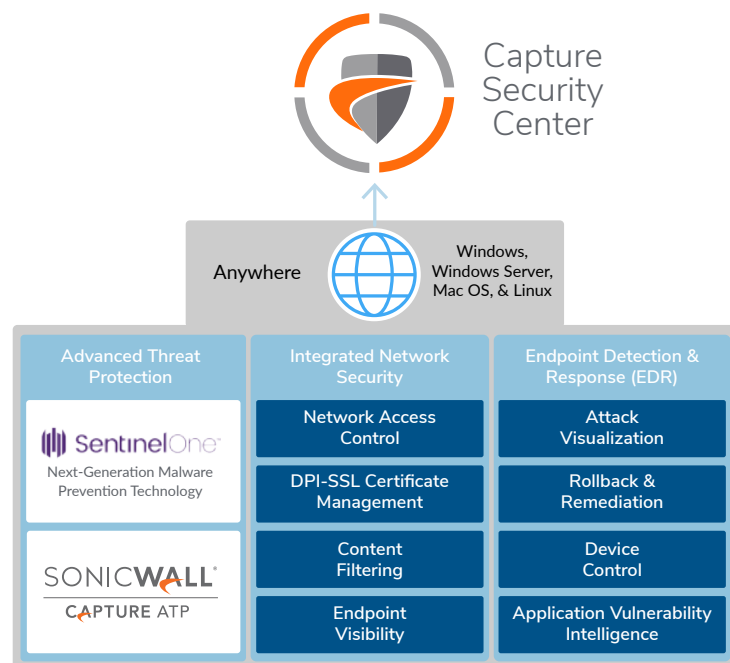 Capture
Security
Center
Anywhere
Windows,
Windows Server,
Mac OS, & Linux
Advanced Threat
Protection
SentinelOne™
Next-Generation Malware
Prevention Technology
SONICWALL®
CAPTURE ATP
Integrated Network
Security
Network Access
Control
DPI-SSL Certificate
Management
Content
Filtering
Endpoint
Visibility
Endpoint Detection &
Response (EDR)
Attack
Visualization
Rollback &
Remediation
Device
Control
Application Vulnerability
Intelligence